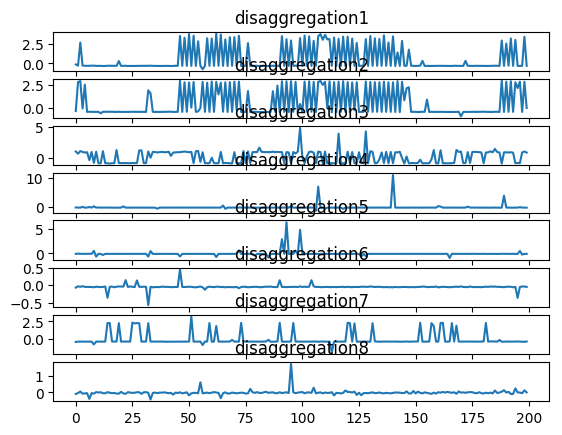 disaggregation1
2.5
0.0
disaggregation2
2.5
0.0
disaggregation3
5
0
disaggregation4
10
0
disaggregation5
5
0
disaggregation6
0.5
0.0
−0.5
disaggregation7
2.5
0.0
disaggregation8
1
0
0 25 50 75 100 125 150 175 200